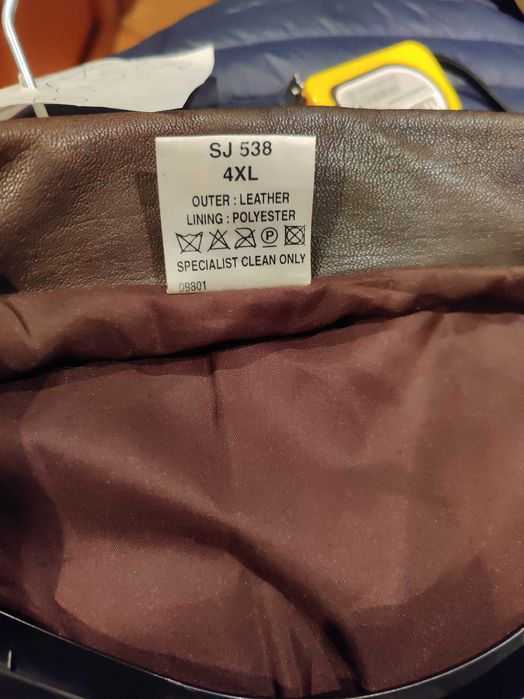 SJ 538
4XL
OUTER : LEATHER
LINING : POLYESTER
P
SPECIALIST CLEAN ONLY
09801